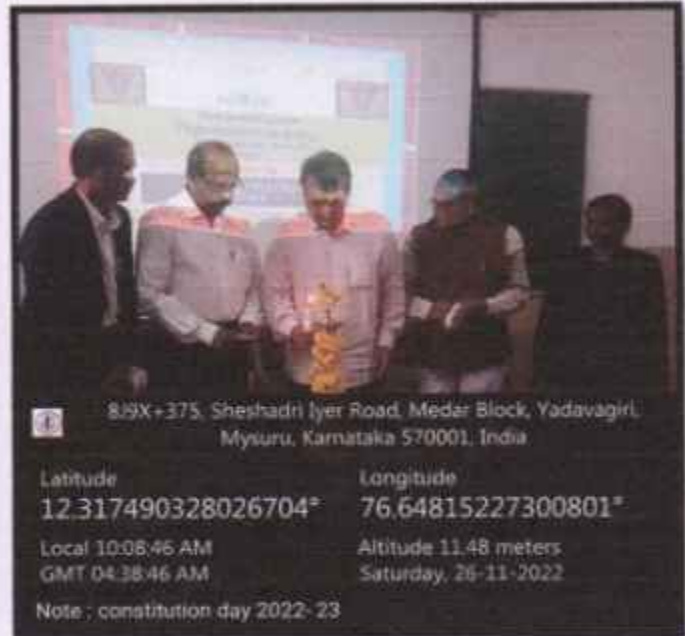 8J9X+375, Sheshadri Iyer Road, Medar Block, Yadavagiri,
Mysuru, Karnataka 570001, India
Latitude
12.317490328026704°
Longitude
76.64815227300801°
Local 10:08:46 AM
GMT 04:38:46 AM
Altitude 11.48 meters
Saturday, 26-11-2022
Note : constitution day 2022- 23